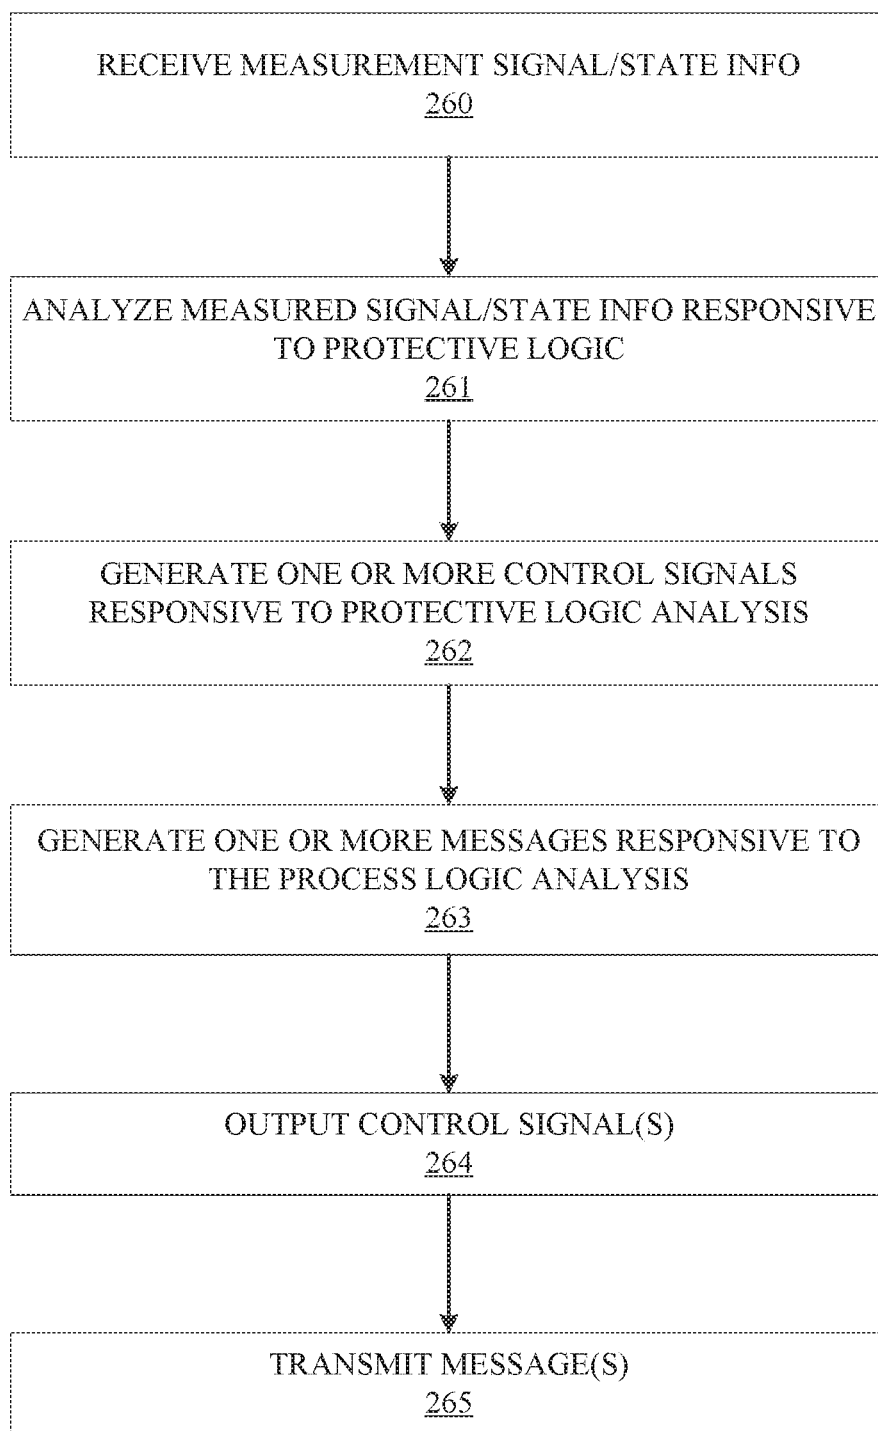 RECEIVE MEASUREMENT SIGNAL/STATE INFO
260
ANALYZE MEASURED SIGNAL/STATE INFO RESPONSIVE
TO PROTECTIVE LOGIC
261
GENERATE ONE OR MORE CONTROL SIGNALS
RESPONSIVE TO PROTECTIVE LOGIC ANALYSIS
262
GENERATE ONE OR MORE MESSAGES RESPONSIVE TO
THE PROCESS LOGIC ANALYSIS
263
OUTPUT CONTROL SIGNAL(S)
264
TRANSMIT MESSAGE(S)
265